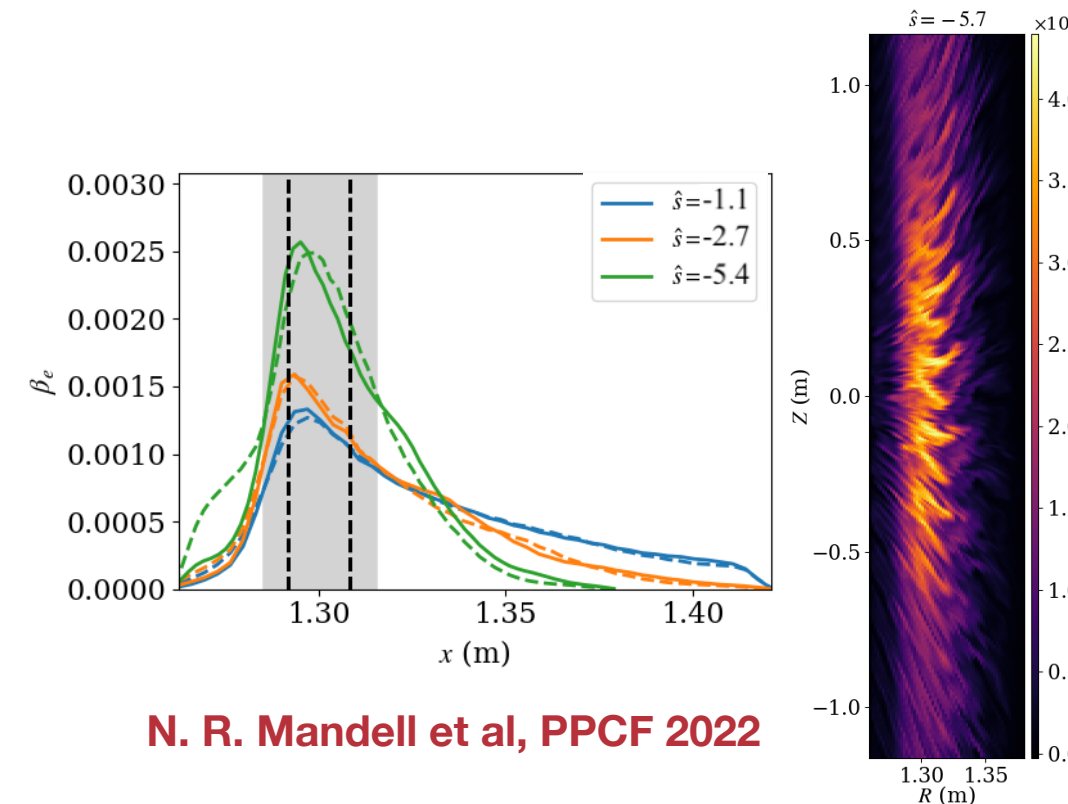 0.0030
0.0025
0.0020
0.0015
0.0010
0.0005
0.0000
βₑ
1.30
1.35
1.40
x (m)
ŝ=-1.1
ŝ=-2.7
ŝ=-5.4
N. R. Mandell et al, PPCF 2022
ŝ = −5.7
1.0
0.5
0.0
−0.5
−1.0
Z (m)
1.30 1.35
R (m)
×10
4.
3.
3.
2.
2.
1.
1.
0.
0.